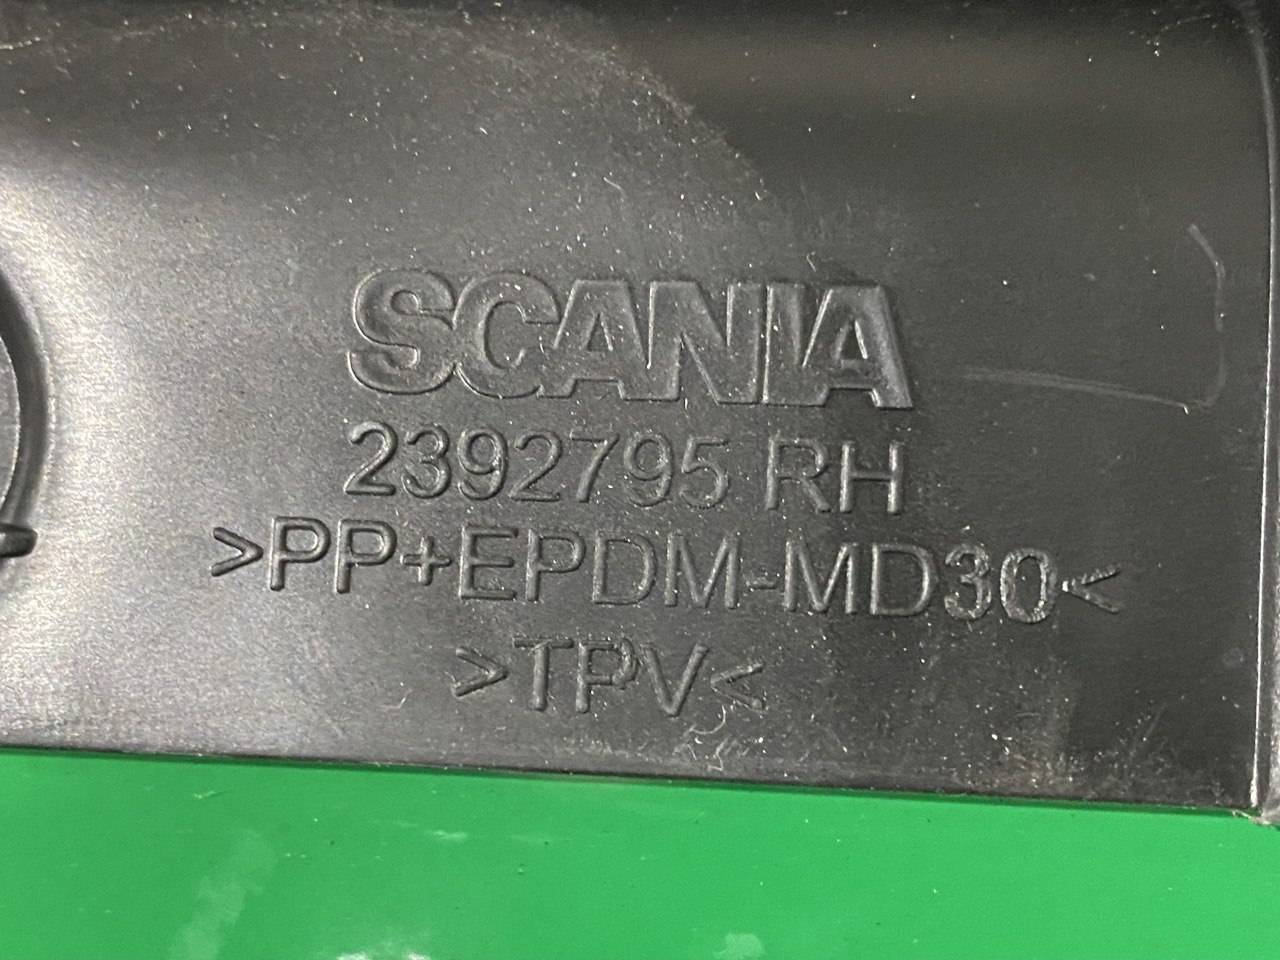 SCANIA
2392795 RH
>PP+EPDM-MD30<
>TPV<